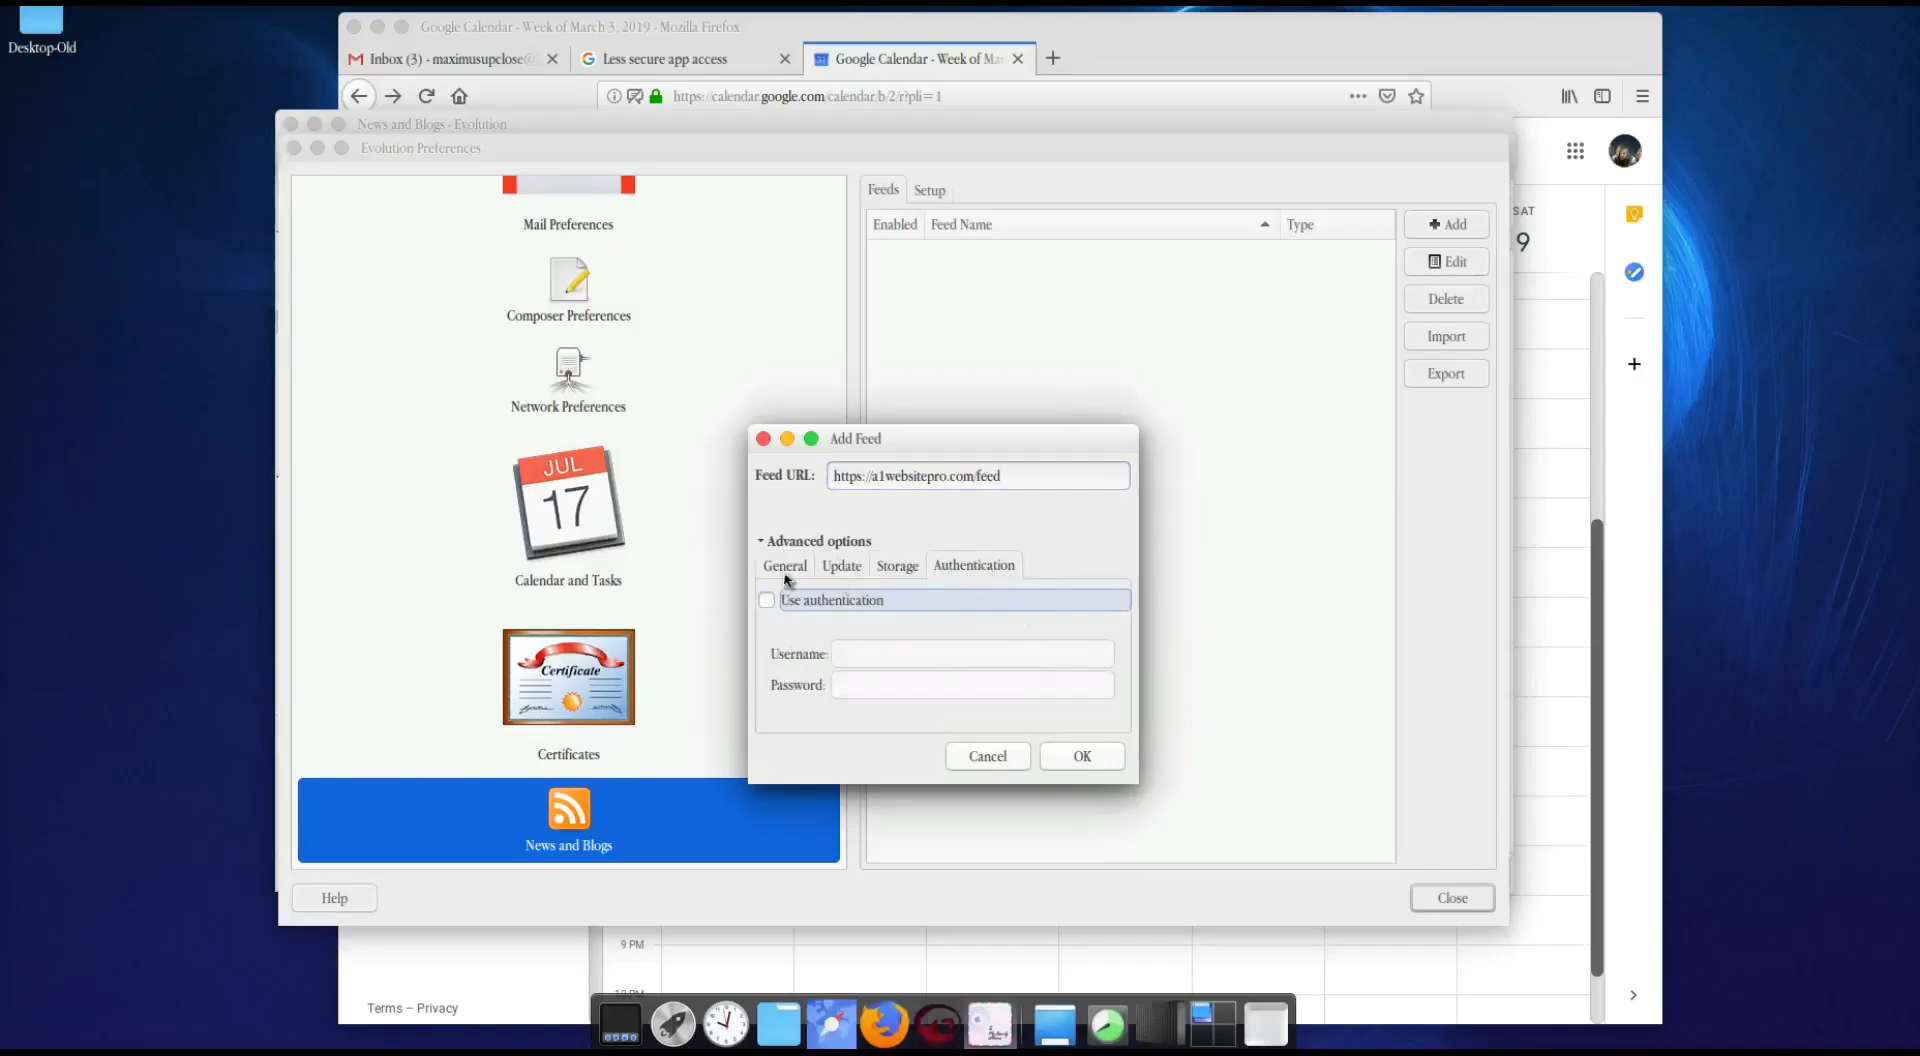 Desktop-Old
Google Calendar - Week of March 3, 2019 - Mozilla Firefox
Inbox (3) - maximusupclose@
Less secure app access
Google Calendar - Week of Ma
https://calendar.google.com/calendar/b/2/r?pli=1
News and Blogs - Evolution
Evolution Preferences
Mail Preferences
Composer Preferences
Network Preferences
JUL
17
Calendar and Tasks
Certificate
Certificates
News and Blogs
Help
Feeds
Setup
Enabled
Feed Name
Type
Add
Edit
Delete
Import
Export
Close
SAT
9
Add Feed
Feed URL:
https://a1websitepro.com/feed
Advanced options
General
Update
Storage
Authentication
Use authentication
Username:
Password:
Cancel
OK
9 PM
Terms – Privacy